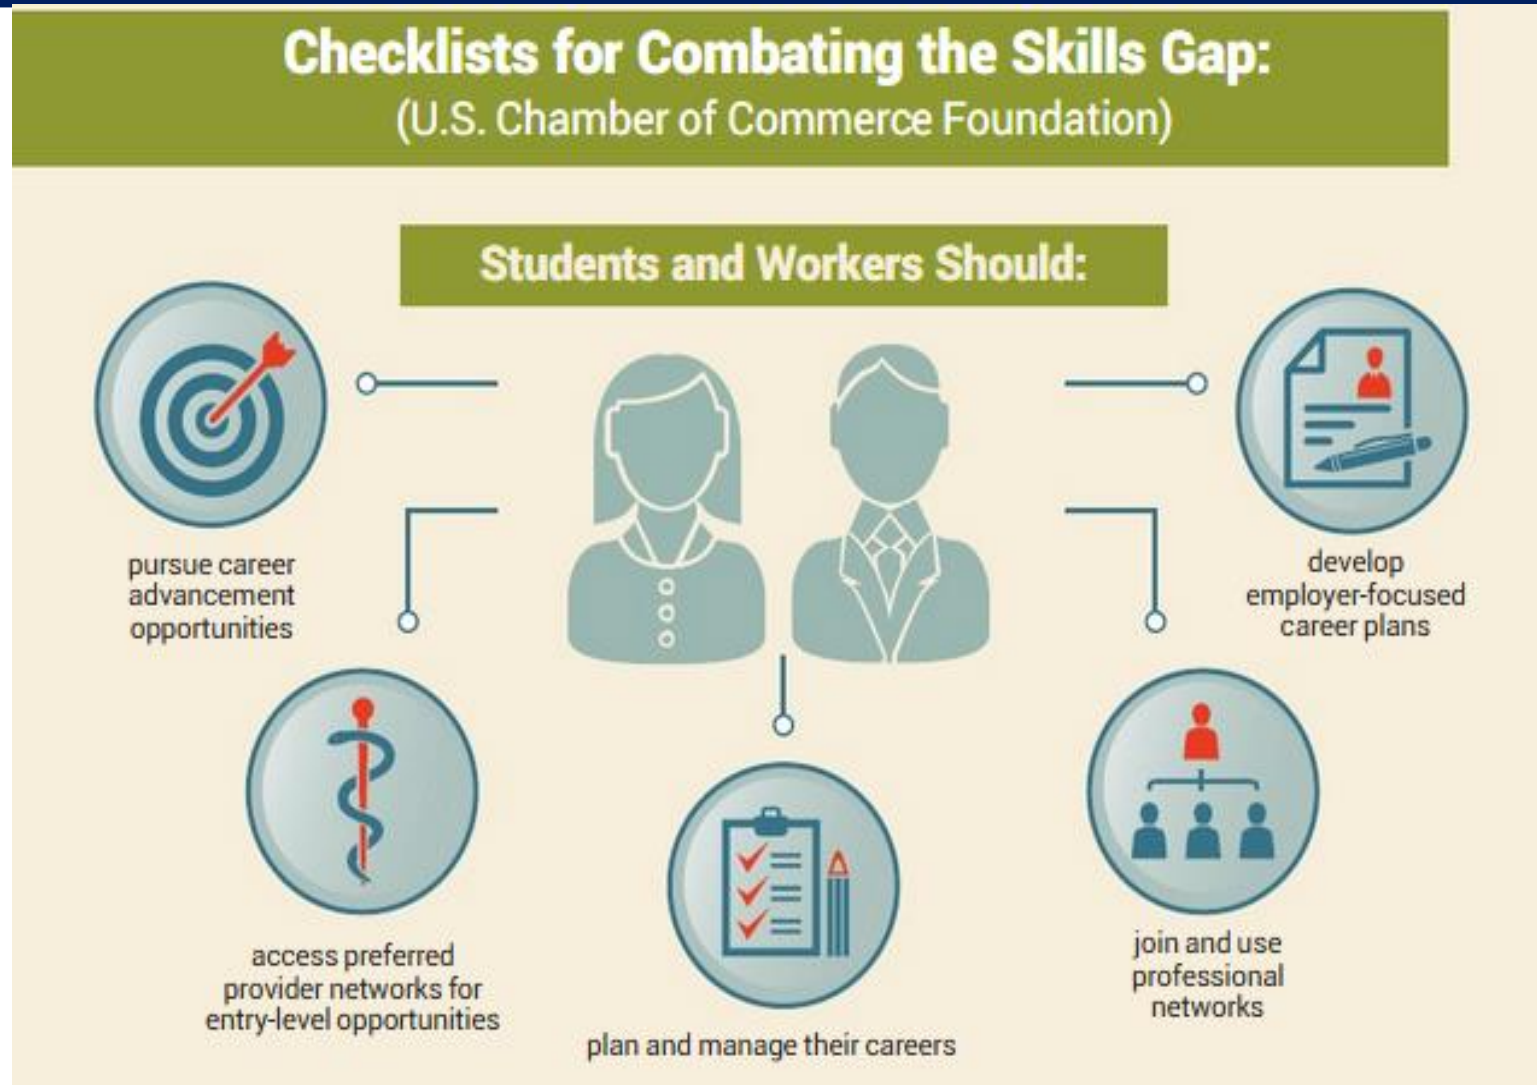 Checklists for Combating the Skills Gap:
(U.S. Chamber of Commerce Foundation)
Students and Workers Should:
pursue career
advancement
opportunities
access preferred
provider networks for
entry-level opportunities
plan and manage their careers
join and use
professional
networks
develop
employer-focused
career plans